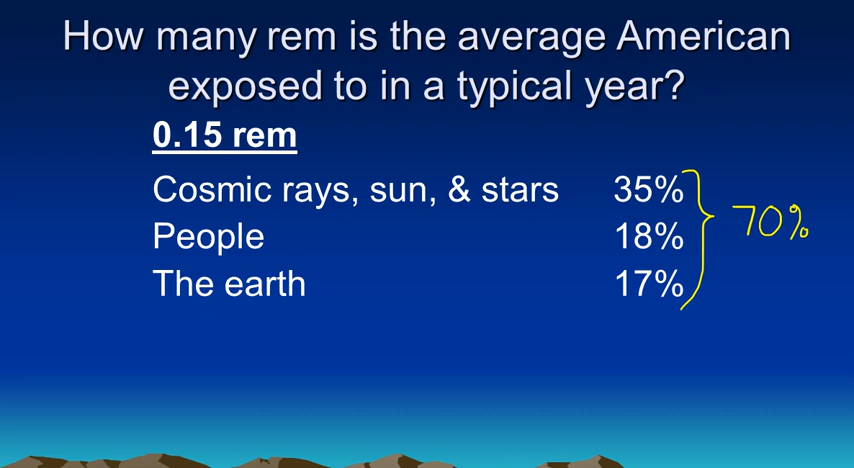 How many rem is the average American
exposed to in a typical year?
0.15 rem
Cosmic rays, sun, & stars 35%
People 18%
The earth 17%
70%